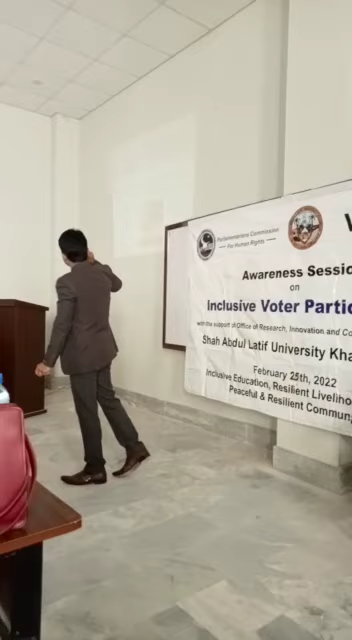 Parliamentarians Commission
For Human Rights
Awareness Sessio
on
Inclusive Voter Partic
with the support of Office of Research, Innovation and Co
Shah Abdul Latif University Kha
February 25th, 2022
Inclusive Education, Resilient Liveliho
Peaceful & Resilient Commun